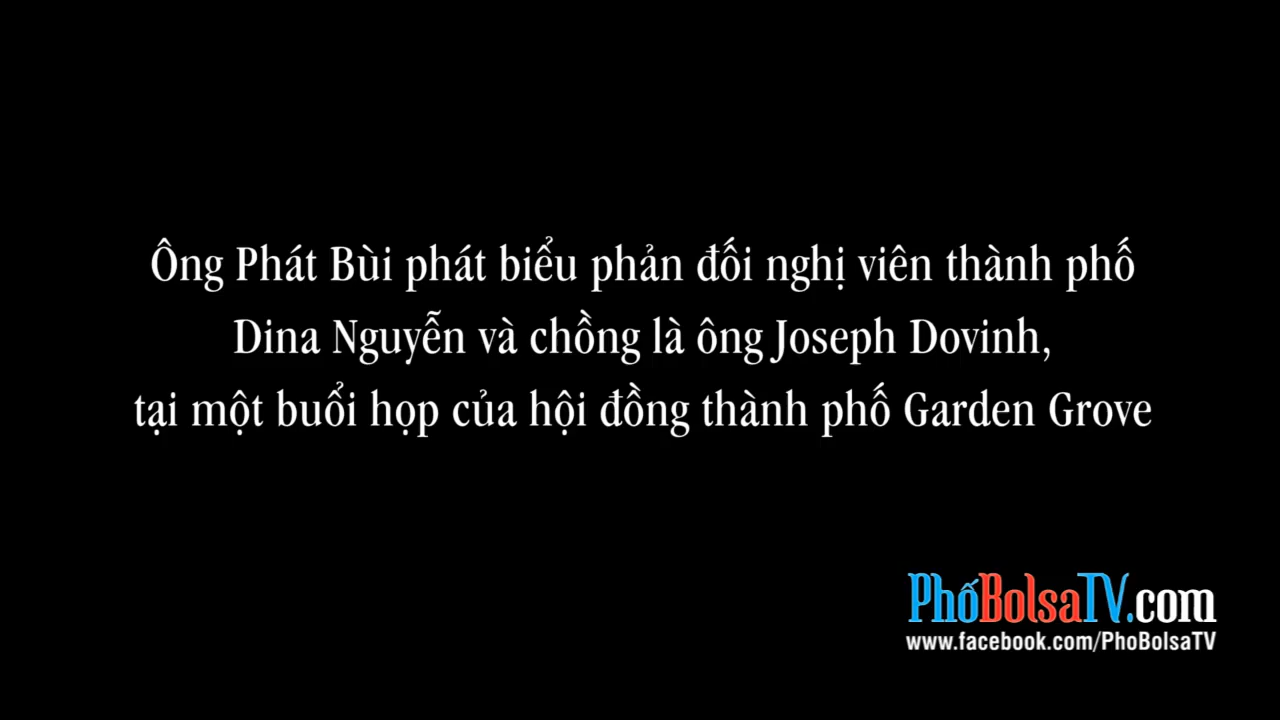 Ông Phát Bùi phát biểu phản đối nghị viên thành phố
Dina Nguyễn và chồng là ông Joseph Dovinh,
tại một buổi họp của hội đồng thành phố Garden Grove
PhốBolsaTV.com
www.facebook.com/PhoBolsaTV